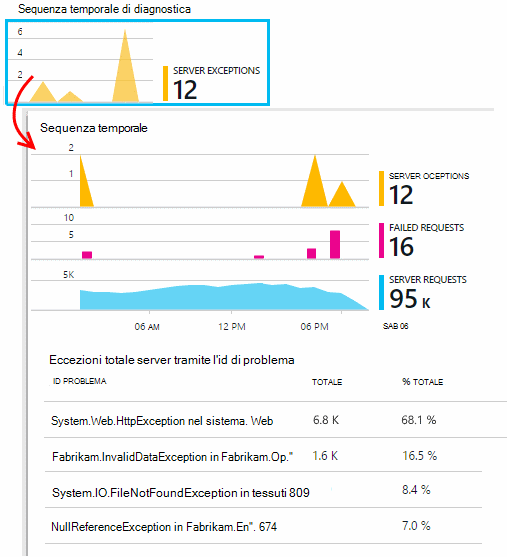 Sequenza temporale di diagnostica
6
4
2
SERVER EXCEPTIONS
12
Sequenza temporale
2
1
SERVER OCEPTIONS
12
10
5
FAILED REQUESTS
16
5K
SERVER REQUESTS
95 K
06 AM 12 PM 06 PM SAB 06
Eccezioni totale server tramite l'id di problema
ID PROBLEMA TOTALE % TOTALE
System.Web.HttpException nel sistema. Web 6.8 K 68.1 %
Fabrikam.InvalidDataException in Fabrikam.Op." 1.6 K 16.5 %
System.IO.FileNotFoundException in tessuti 809 8.4 %
NullReferenceException in Fabrikam.En". 674 7.0 %